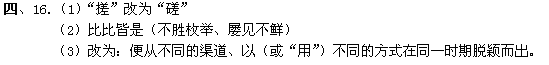 四、16.（1）“搓”改为“磋”
（2）比比皆是（不胜枚举、屡见不鲜）
（3）改为：便从不同的渠道、以（或“用”）不同的方式在同一时期脱颖而出。